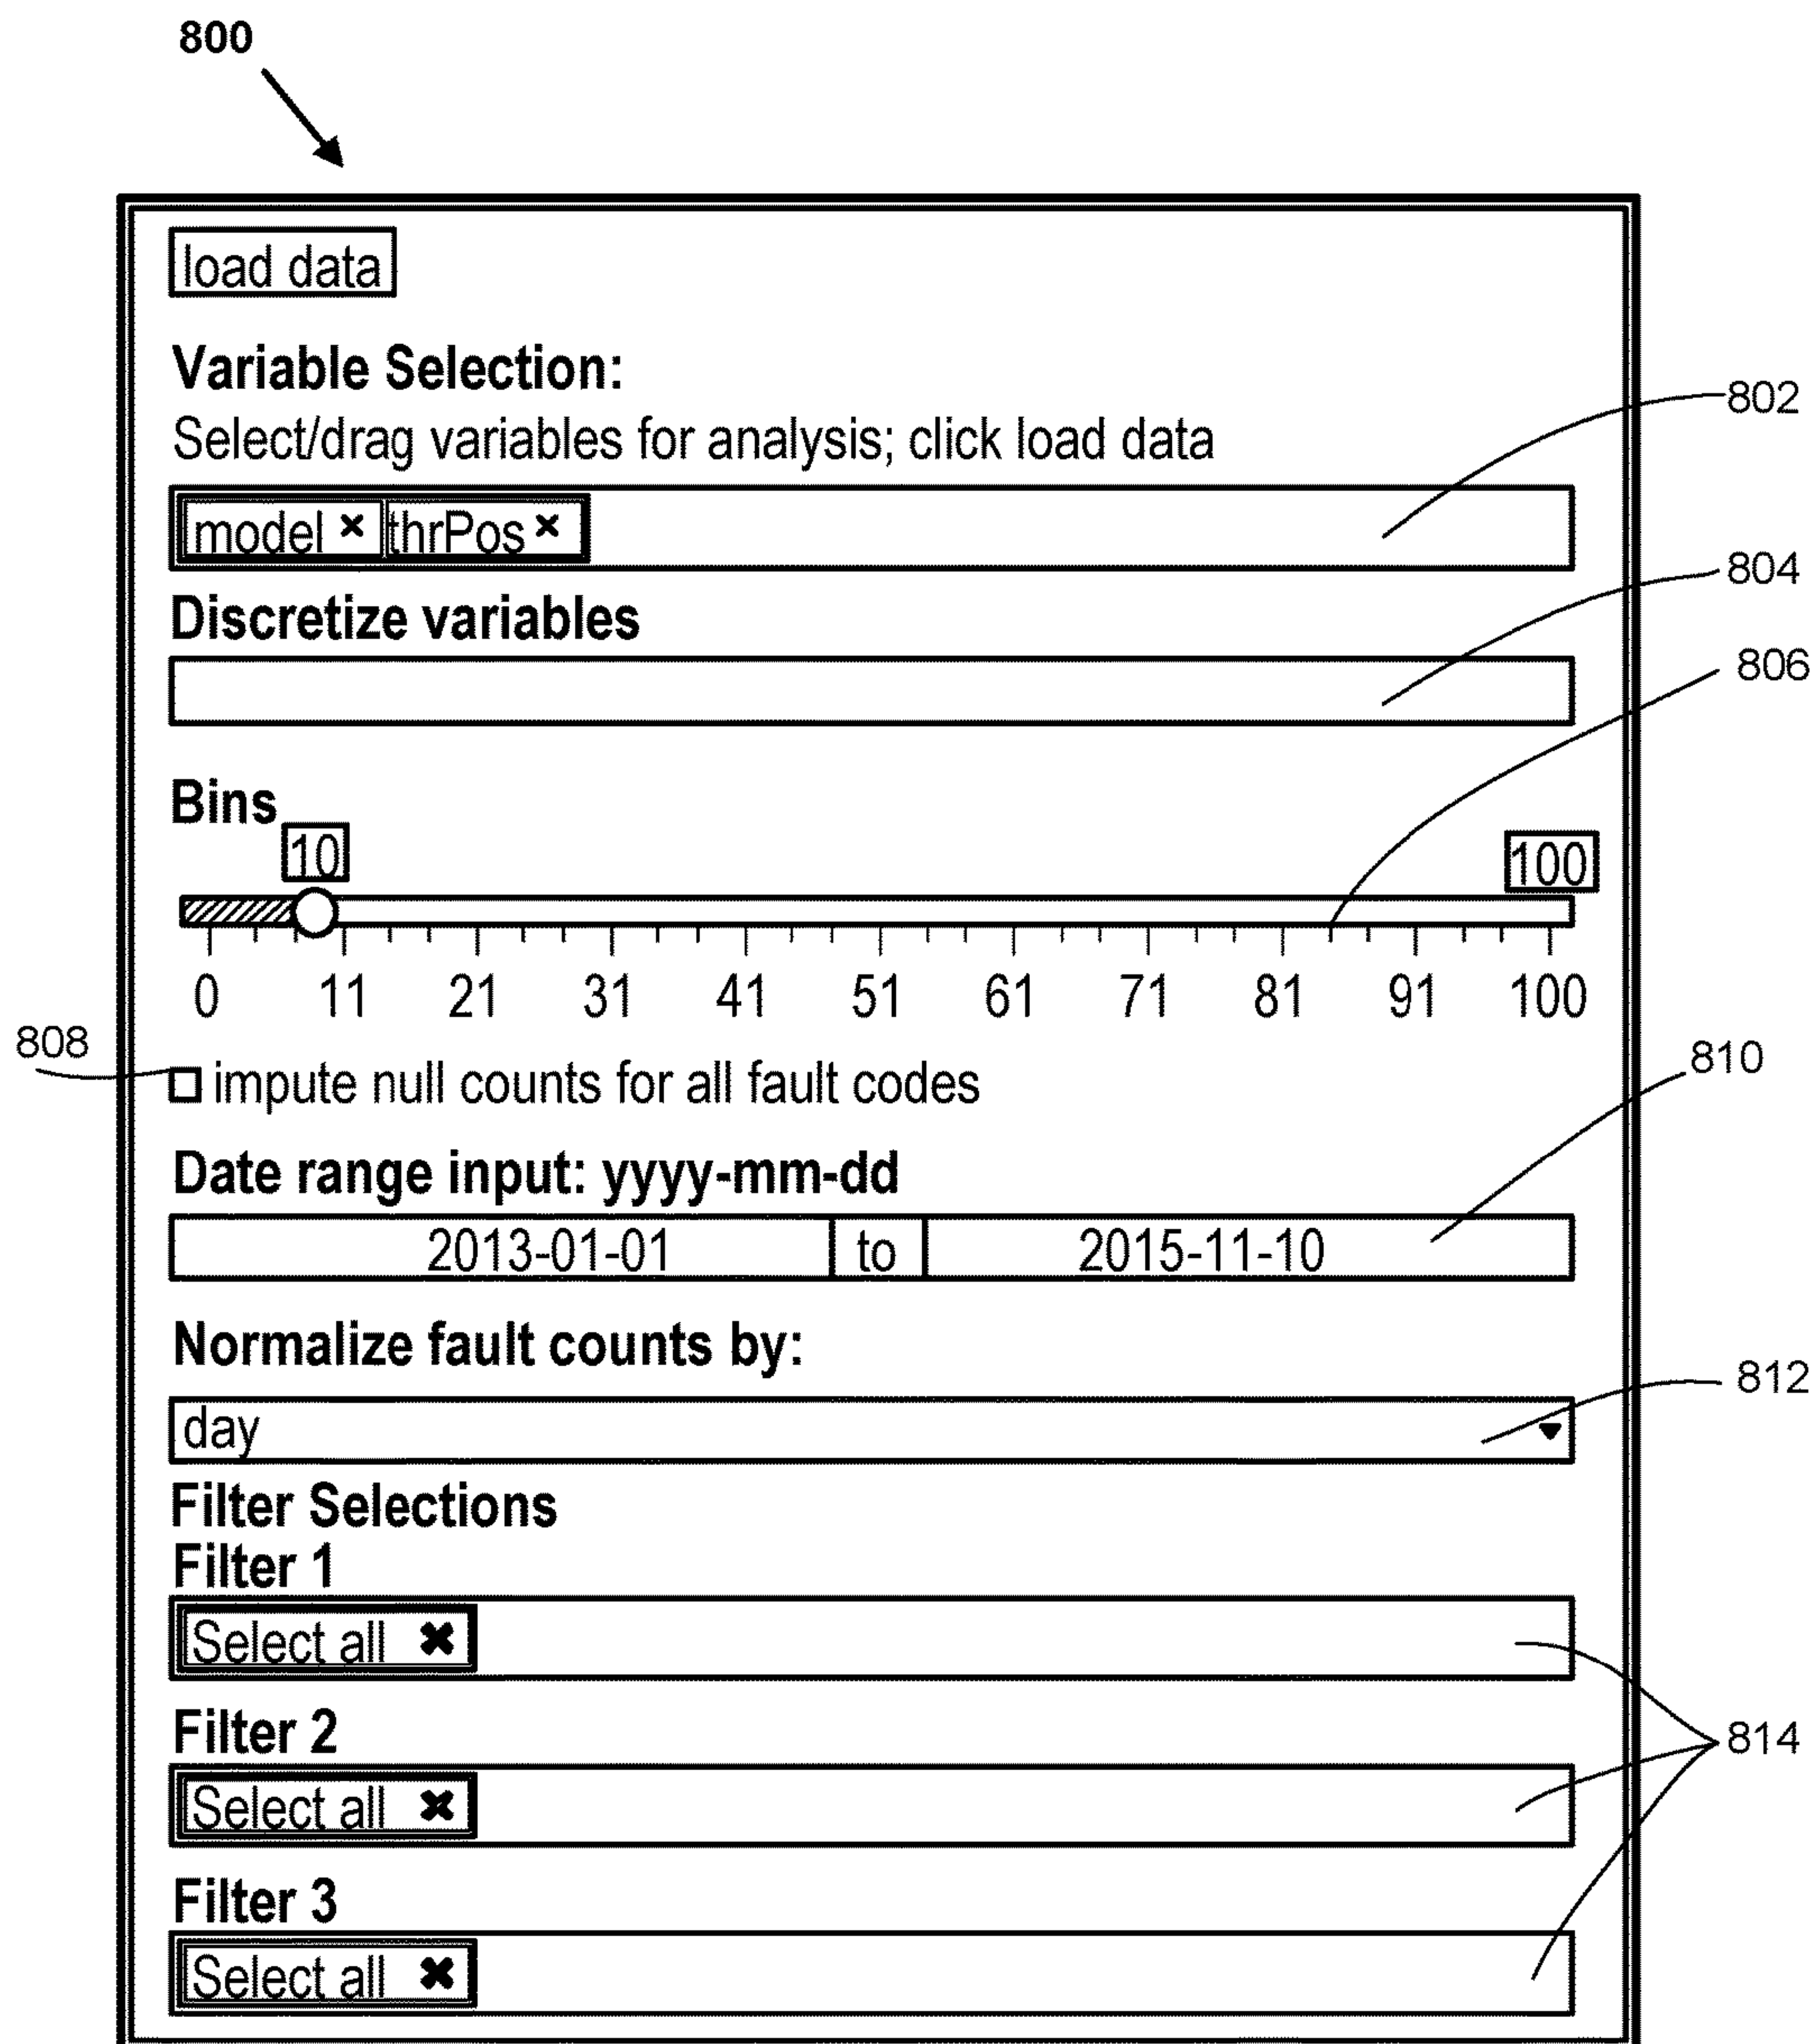 800
load data
Variable Selection:
802
Select/drag variables for analysis; click load data
model × thrPos ×
804
Discretize variables
806
Bins
10 100
0 11 21 31 41 51 61 71 81 91 100
808
810
impute null counts for all fault codes
Date range input: yyyy-mm-dd
2013-01-01 to 2015-11-10
Normalize fault counts by:
812
day
Filter Selections
Filter 1
Select all ✖
Filter 2
814
Select all ✖
Filter 3
Select all ✖